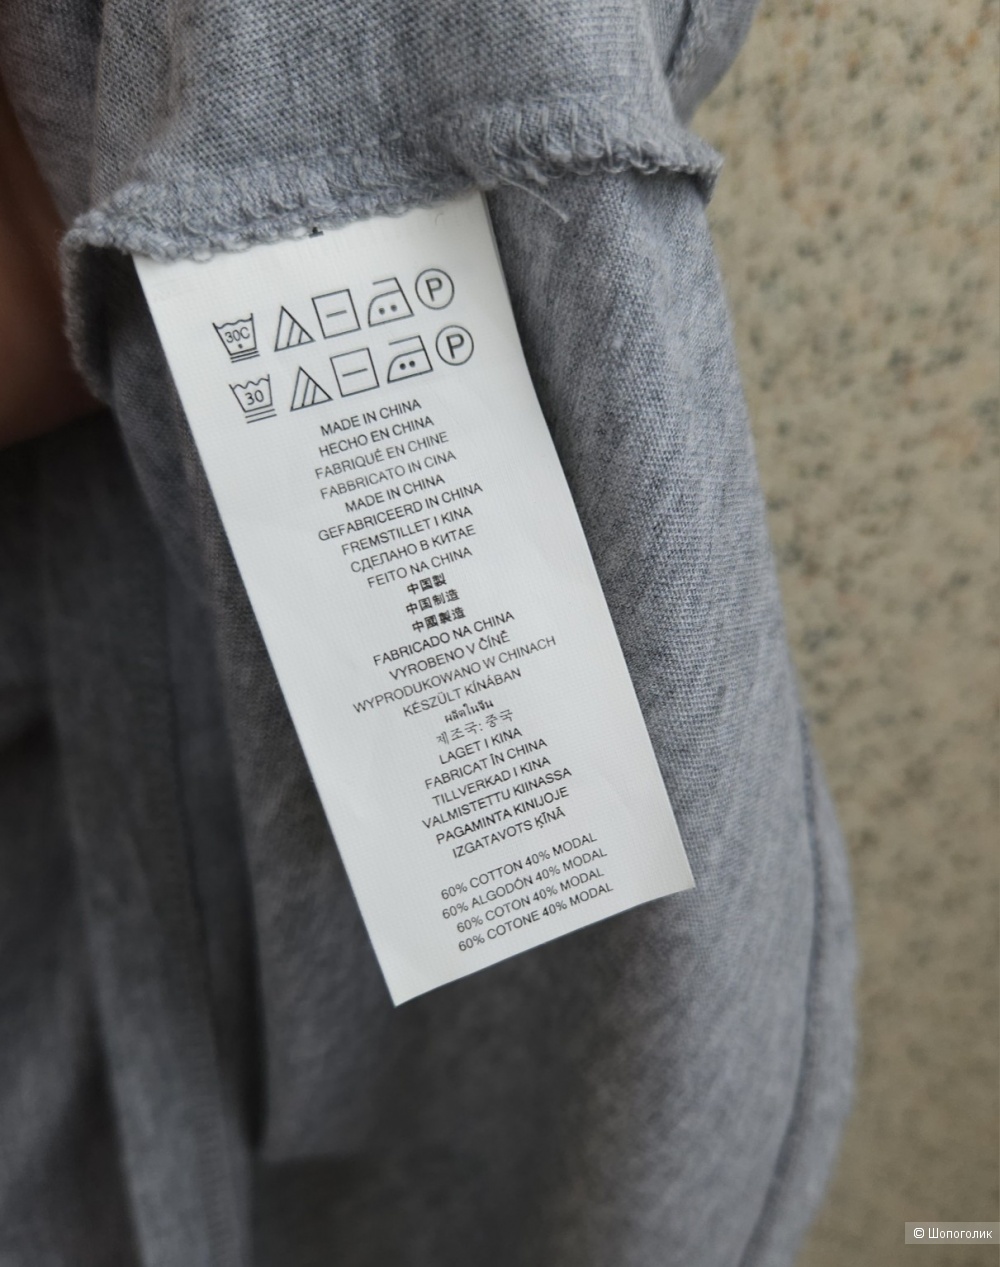 30C P
30 P
MADE IN CHINA
HECHO EN CHINA
FABRIQUÉ EN CHINE
FABBRICATO IN CINA
MADE IN CHINA
GEFABRICEERD IN CHINA
FREMSTILLET I KINA
СДЕЛАНО В КИТАЕ
FEITO NA CHINA
中国製
中国制造
中國製造
FABRICADO NA CHINA
VYROBENO V ČÍNĚ
WYPRODUKOWANO W CHINACH
KÉSZÜLT KÍNÁBAN
ผลิตในจีน
제조국: 중국
LAGET I KINA
FABRICAT ÎN CHINA
TILLVERKAD I KINA
VALMISTETTU KIINASSA
PAGAMINTA KINIJOJE
IZGATAVOTS ĶĪNĀ
60% COTTON 40% MODAL
60% ALGODÓN 40% MODAL
60% COTON 40% MODAL
60% COTONE 40% MODAL
© Шопоголик